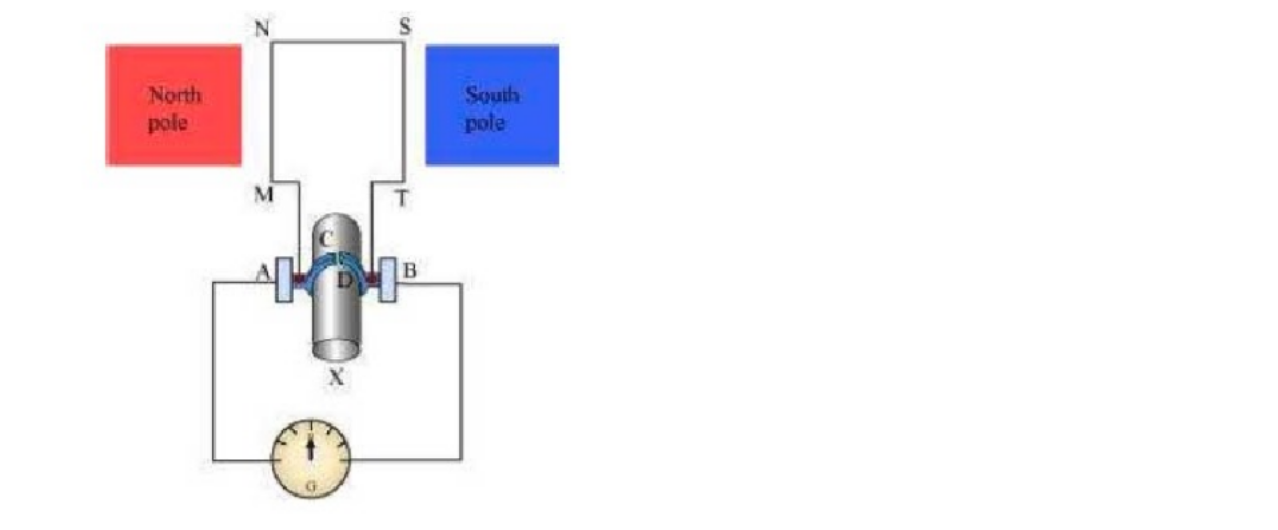 N S
North
pole
South
pole
M T
C
A D B
X
G